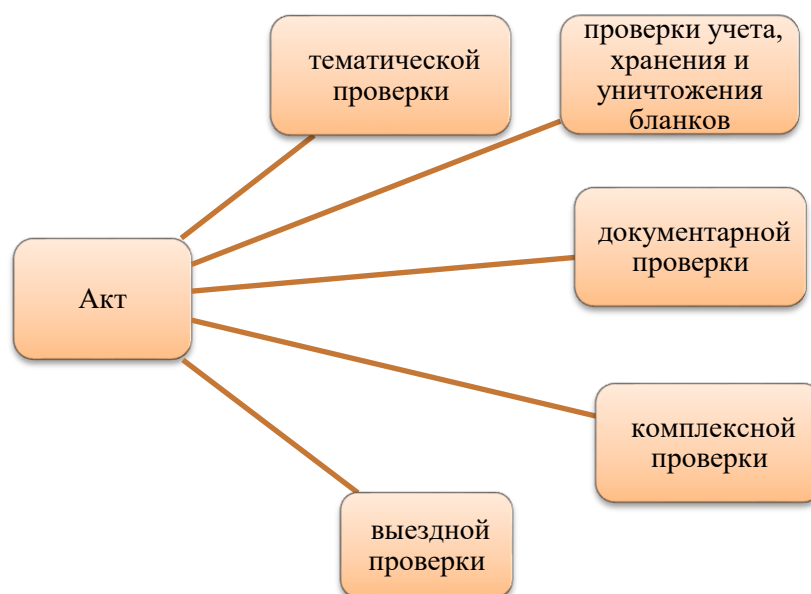 тематической
проверки
проверки учета,
хранения и
уничтожения
бланков
документарной
проверки
Акт
комплексной
проверки
выездной
проверки